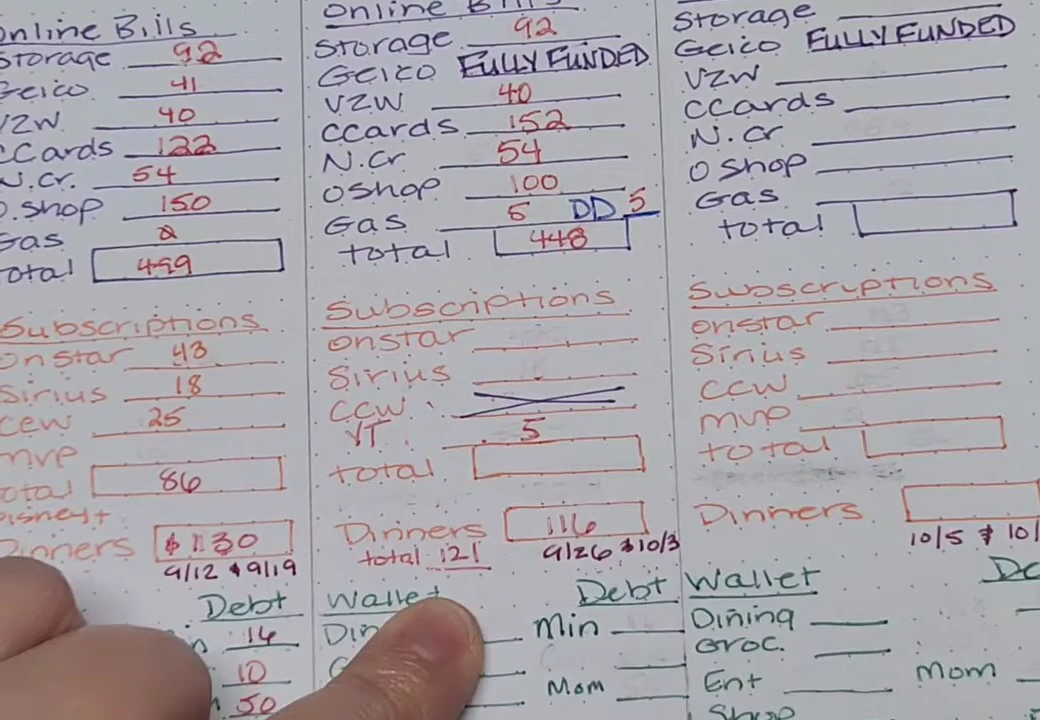 Online Bills
Storage 92
Geico 41
VZW 40
CCards 122
N.Cr. 54
O.Shop 150
Gas 2
Total 499
Subscriptions
Onstar 43
Sirius 18
CCW 25
MVP
Total 86
Disney+
Dinners $ 130
9/12 & 9/19
Debt
14
10
50
Online Bills
Storage 92
Geico FULLY FUNDED
VZW 40
CCards 152
N.Cr 54
OShop 100
Gas 5 DD 5
Total 448
Subscriptions
Onstar
Sirius
CCW
YT 5
Total
Dinners 116
total 121 9/26 & 10/3
Wallet Debt
Din Min
Mom
Storage
Geico FULLY FUNDED
VZW
CCards
N.Cr
O Shop
Gas
Total
Subscriptions
Onstar
Sirius
CCW
MVP
Total
Dinners
10/5 & 10/
Wallet De
Dining
Groc.
Ent Mom
Shop